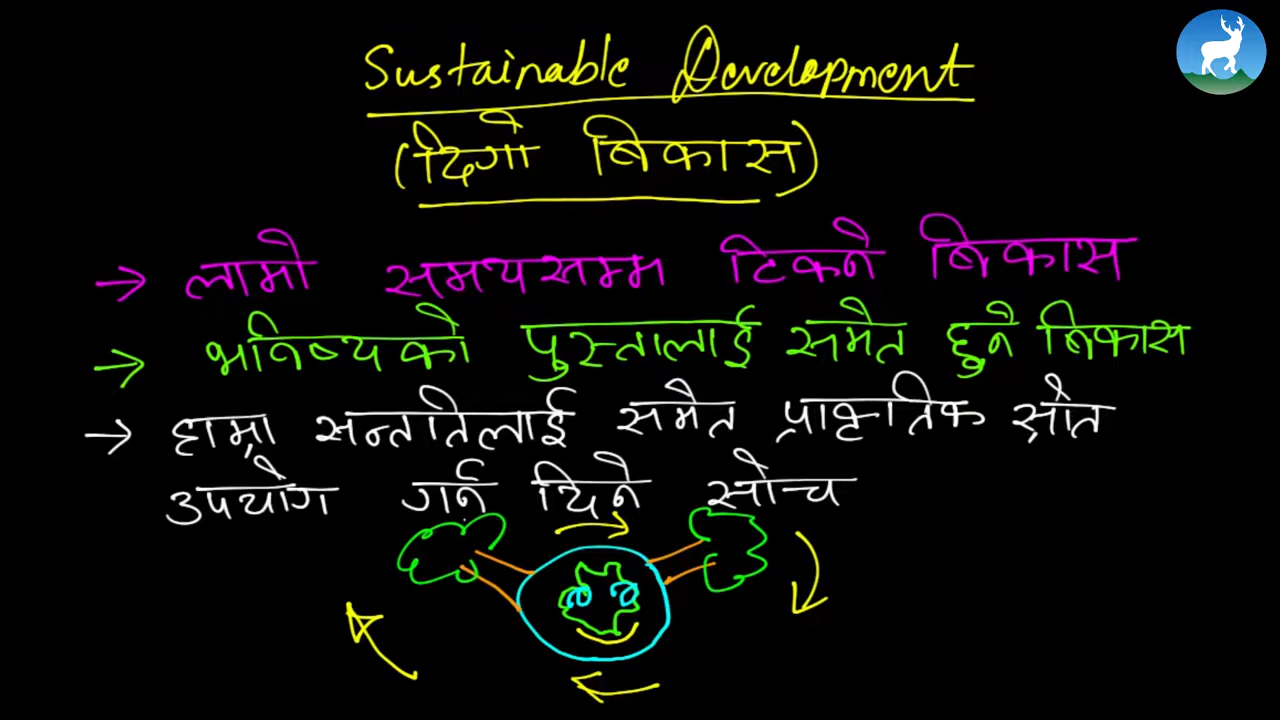 Sustainable Development
(दिगो बिकास)
→ लामो समयसम्म टिक्ने बिकास
→ भविष्यको पुस्तालाई समेत हुने बिकास
→ हाम्रा सन्ततिलाई समेत प्राकृतिक स्रोत
उपयोग गर्न दिने सोच